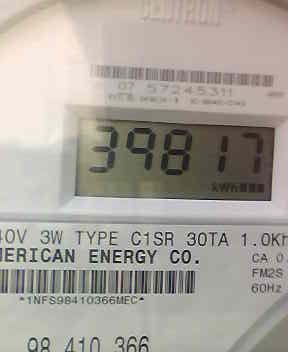 07 57245311
39817
kWh
40V 3W TYPE C1SR 30TA 1.0Kh
MERICAN ENERGY CO.
CA 0.
FM2S
60Hz
*1NFS98410366MEC*
98 410 366